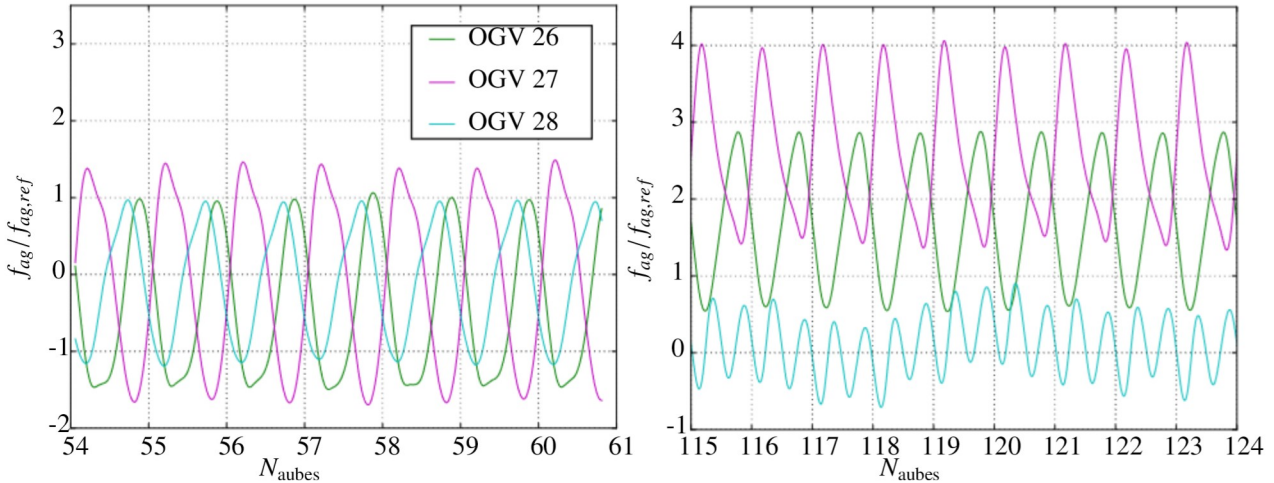 3
2
1
0
-1
-2
54 55 56 57 58 59 60 61
N_aubes
f_ag/f_ag,ref
OGV 26
OGV 27
OGV 28
4
3
2
1
0
-1
115 116 117 118 119 120 121 122 123 124
N_aubes
f_ag/f_ag,ref